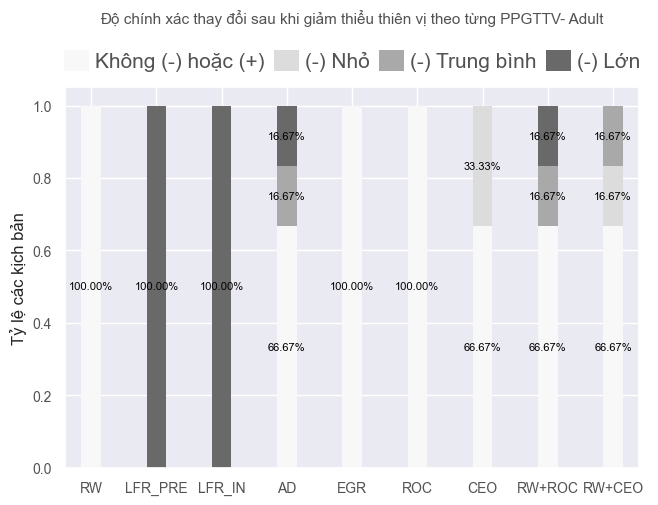 Độ chính xác thay đổi sau khi giảm thiểu thiên vị theo từng PPGTTV- Adult
Không (-) hoặc (+) (-) Nhỏ (-) Trung bình (-) Lớn
Tỷ lệ các kịch bản
1.0
0.8
0.6
0.4
0.2
0.0
16.67% 16.67% 16.67%
33.33%
16.67% 16.67% 16.67%
100.00% 100.00% 100.00% 100.00% 100.00%
66.67% 66.67% 66.67% 66.67%
RW LFR_PRE LFR_IN AD EGR ROC CEO RW+ROC RW+CEO